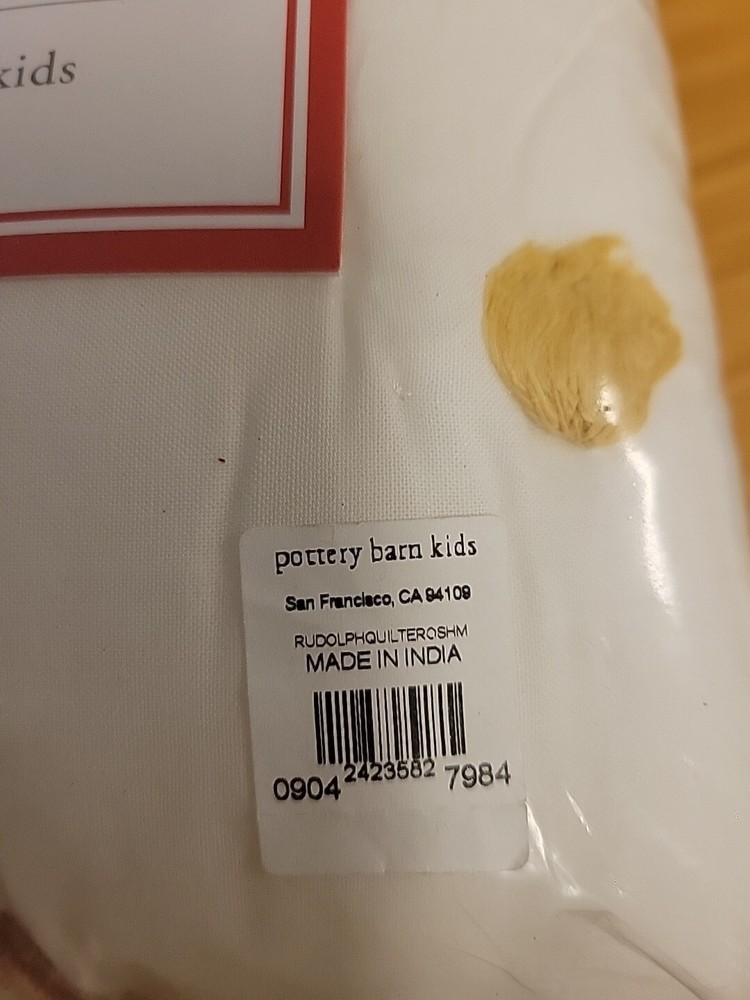 kids
pottery barn kids
San Francisco, CA 94109
RUDOLPHQUILTEROSHM
MADE IN INDIA
0904 2423582 7984